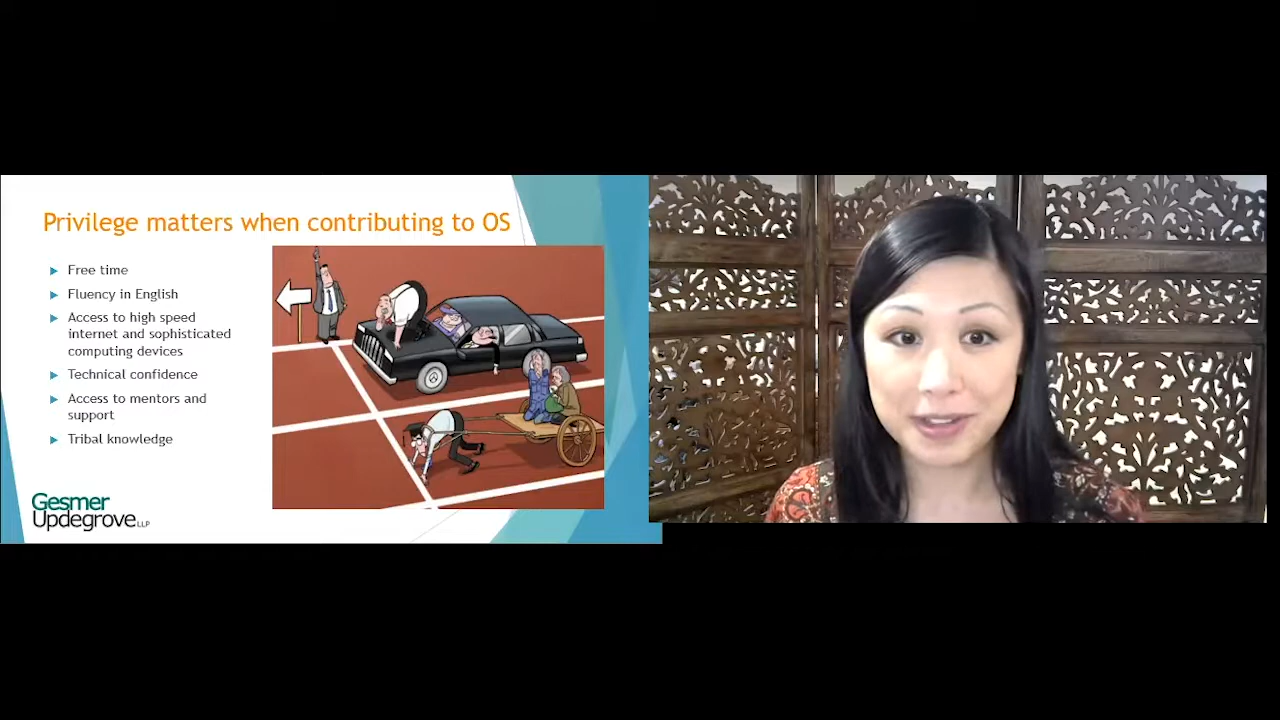 Privilege matters when contributing to OS
Free time
Fluency in English
Access to high speed
internet and sophisticated
computing devices
Technical confidence
Access to mentors and
support
Tribal knowledge
Gesmer
Updegrove LLP